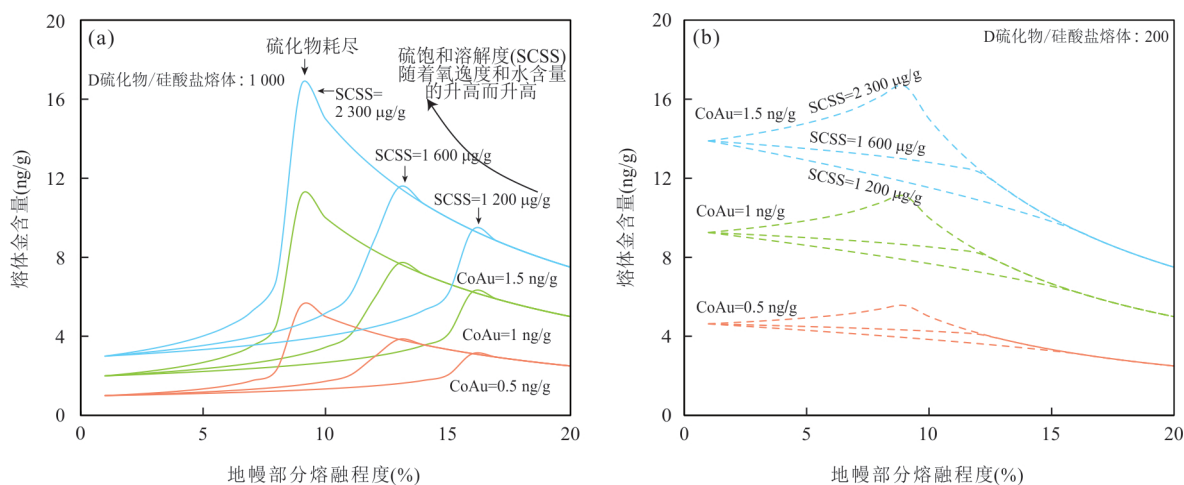 (a)
硫化物耗尽
D硫化物/硅酸盐熔体：1 000
硫饱和溶解度(SCSS)
随着氧逸度和水含量
的升高而升高
SCSS=
2 300 μg/g
SCSS=1 600 μg/g
SCSS=1 200 μg/g
CoAu=1.5 ng/g
CoAu=1 ng/g
CoAu=0.5 ng/g
20
16
12
8
4
0
熔体金含量(ng/g)
0
5
10
15
20
地幔部分熔融程度(%)
(b)
D硫化物/硅酸盐熔体：200
SCSS=2 300 μg/g
CoAu=1.5 ng/g
SCSS=1 600 μg/g
SCSS=1 200 μg/g
CoAu=1 ng/g
CoAu=0.5 ng/g
20
16
12
8
4
0
熔体金含量(ng/g)
0
5
10
15
20
地幔部分熔融程度(%)